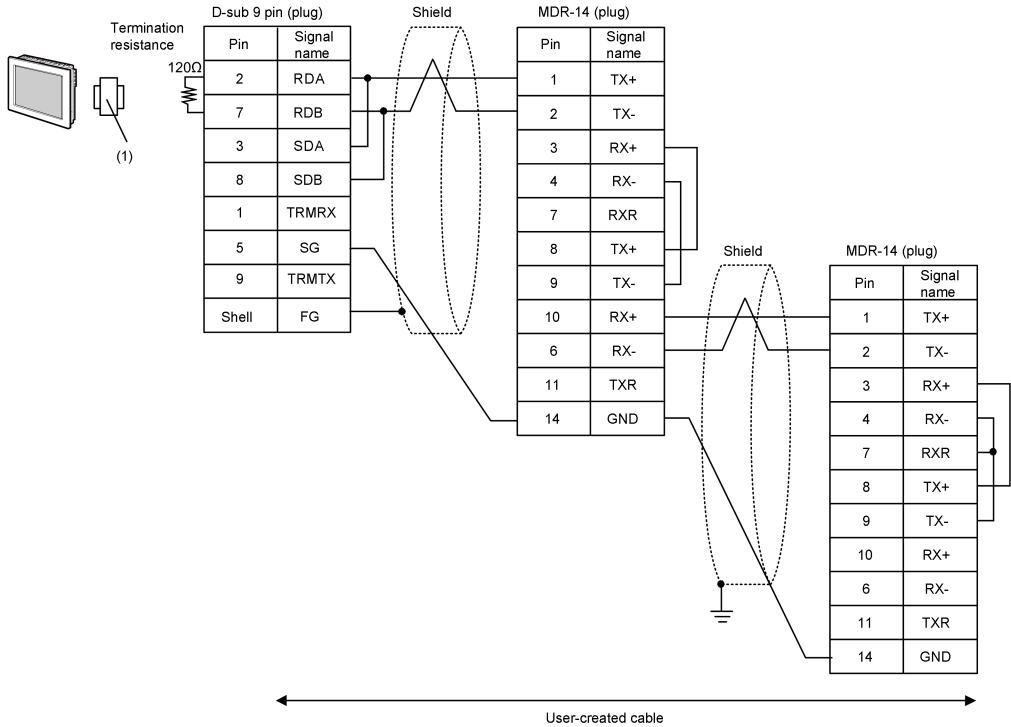 D-sub 9 pin (plug)
Shield
MDR-14 (plug)
Termination
resistance
120Ω
(1)
Pin Signal name
2 RDA
7 RDB
3 SDA
8 SDB
1 TRMRX
5 SG
9 TRMTX
Shell FG
Pin Signal name
1 TX+
2 TX-
3 RX+
4 RX-
7 RXR
8 TX+
9 TX-
10 RX+
6 RX-
11 TXR
14 GND
Shield
MDR-14 (plug)
Pin Signal name
1 TX+
2 TX-
3 RX+
4 RX-
7 RXR
8 TX+
9 TX-
10 RX+
6 RX-
11 TXR
14 GND
User-created cable